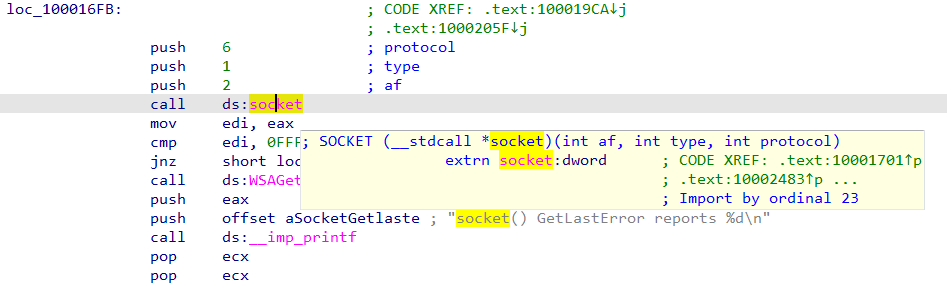 loc_100016FB: ; CODE XREF: .text:100019CA↓j
; .text:1000205F↓j
push 6 ; protocol
push 1 ; type
push 2 ; af
call ds:socket
mov edi, eax
cmp edi, 0FFF
jnz short loc
call ds:WSAGet
push eax
push offset aSocketGetlaste ; "socket() GetLastError reports %d\n"
call ds:__imp_printf
pop ecx
pop ecx
; SOCKET (__stdcall *socket)(int af, int type, int protocol)
extrn socket:dword ; CODE XREF: .text:10001701↑p
; .text:10002483↑p ...
; Import by ordinal 23